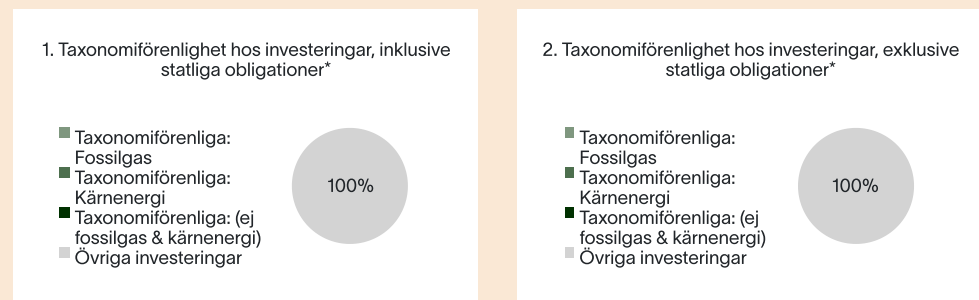 1. Taxonomiförenlighet hos investeringar, inklusive
statliga obligationer*
Taxonomiförenliga:
Fossilgas
Taxonomiförenliga:
Kärnenergi
Taxonomiförenliga: (ej
fossilgas & kärnenergi)
Övriga investeringar
100%
2. Taxonomiförenlighet hos investeringar, exklusive
statliga obligationer*
Taxonomiförenliga:
Fossilgas
Taxonomiförenliga:
Kärnenergi
Taxonomiförenliga: (ej
fossilgas & kärnenergi)
Övriga investeringar
100%